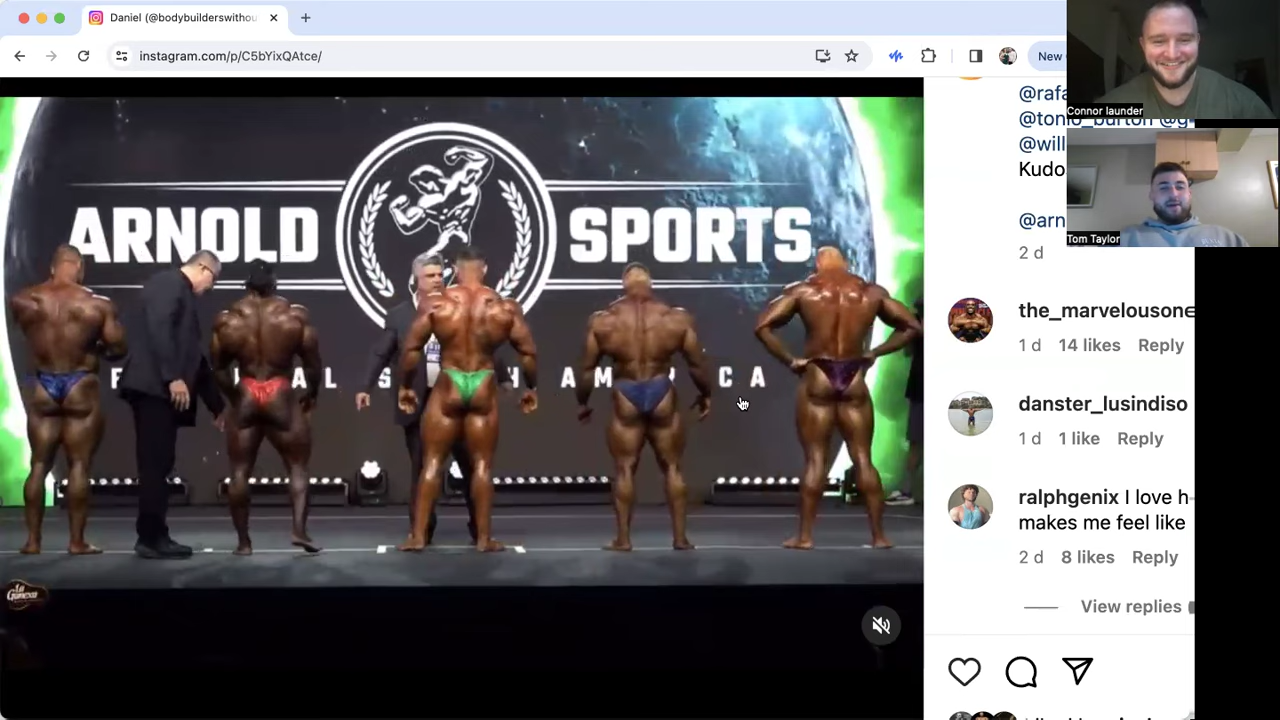 Daniel (@bodybuilderswithou
instagram.com/p/C5bYixQAtce/
New
Connor launder
Tom Taylor
@rafa
@will
Kudo
@arn
2 d
ARNOLD SPORTS
the_marvelousone
1 d 14 likes Reply
danster_lusindiso
1 d 1 like Reply
ralphgenix I love h
makes me feel like
2 d 8 likes Reply
View replies